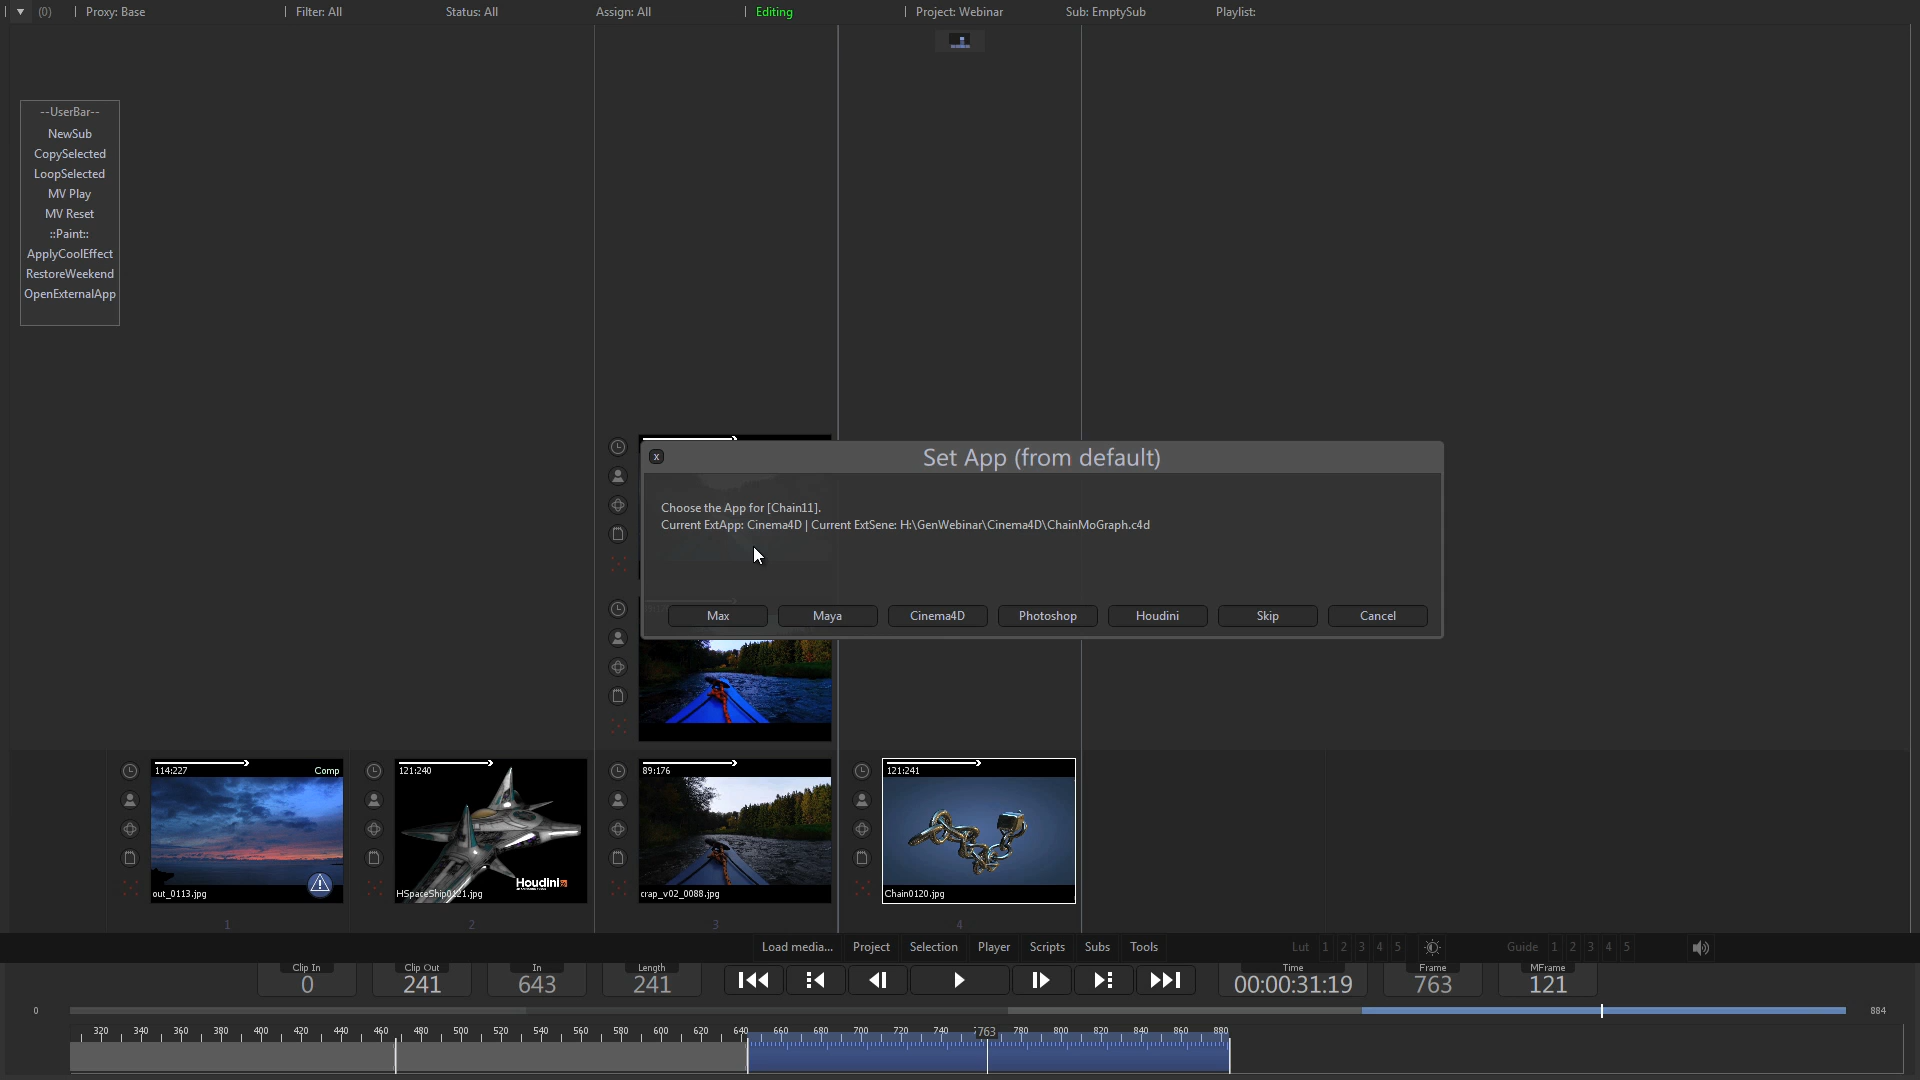 (0) | Proxy: Base | Filter: All Status: All Assign: All | Editing | Project: Webinar Sub: EmptySub Playlist:
--UserBar--
NewSub
CopySelected
LoopSelected
MV Play
MV Reset
::Paint::
ApplyCoolEffect
RestoreWeekend
OpenExternalApp
x Set App (from default)
Choose the App for [Chain11].
Current ExtApp: Cinema4D | Current ExtSene: H:\GenWebinar\Cinema4D\ChainMoGraph.c4d
Max Maya Cinema4D Photoshop Houdini Skip Cancel
114:227 Comp
out_0113.jpg
1
121:240
Houdini
HSpaceShip0121.jpg
2
89:176
crap_v02_0088.jpg
3
121:241
Chain0120.jpg
4
Load media... Project Selection Player Scripts Subs Tools Lut 1 2 3 4 5 Guide 1 2 3 4 5
Clip In Clip Out In Length Time Frame MFrame
0 241 643 241 00:00:31:19 763 121
0 884
320 340 360 380 400 420 440 460 480 500 520 540 560 580 600 620 640 660 680 700 720 740 763 780 800 820 840 860 880